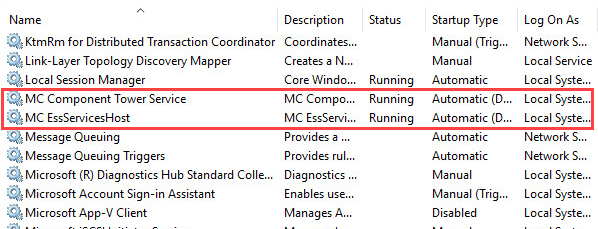 Name Description Status Startup Type Log On As
KtmRm for Distributed Transaction Coordinator Coordinates... Manual (Trig... Network S...
Link-Layer Topology Discovery Mapper Creates a N... Manual Local Service
Local Session Manager Core Windo... Running Automatic Local Syste...
MC Component Tower Service MC Compo... Running Automatic (D... Local Syste...
MC EssServicesHost MC EssServi... Running Automatic (D... Local Syste...
Message Queuing Provides a ... Automatic Network S...
Message Queuing Triggers Provides rul... Automatic Network S...
Microsoft (R) Diagnostics Hub Standard Colle... Diagnostics ... Manual Local Syste...
Microsoft Account Sign-in Assistant Enables use... Manual (Trig... Local Syste...
Microsoft App-V Client Manages A... Disabled Local Syste...